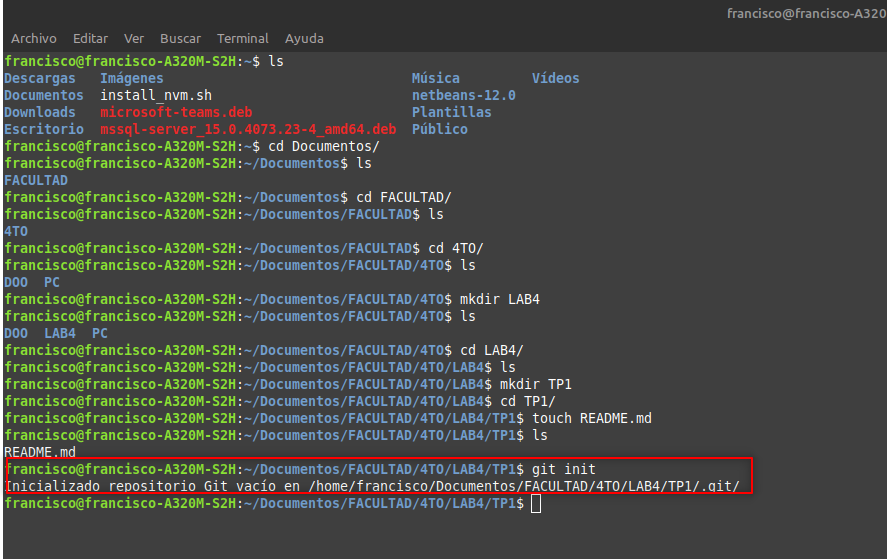 francisco@francisco-A320
Archivo Editar Ver Buscar Terminal Ayuda
francisco@francisco-A320M-S2H:~$ ls
Descargas Imágenes Música Vídeos
Documentos install_nvm.sh netbeans-12.0
Downloads microsoft-teams.deb Plantillas
Escritorio mssql-server_15.0.4073.23-4_amd64.deb Público
francisco@francisco-A320M-S2H:~$ cd Documentos/
francisco@francisco-A320M-S2H:~/Documentos$ ls
FACULTAD
francisco@francisco-A320M-S2H:~/Documentos$ cd FACULTAD/
francisco@francisco-A320M-S2H:~/Documentos/FACULTAD$ ls
4TO
francisco@francisco-A320M-S2H:~/Documentos/FACULTAD$ cd 4TO/
francisco@francisco-A320M-S2H:~/Documentos/FACULTAD/4TO$ ls
DOO PC
francisco@francisco-A320M-S2H:~/Documentos/FACULTAD/4TO$ mkdir LAB4
francisco@francisco-A320M-S2H:~/Documentos/FACULTAD/4TO$ ls
DOO LAB4 PC
francisco@francisco-A320M-S2H:~/Documentos/FACULTAD/4TO$ cd LAB4/
francisco@francisco-A320M-S2H:~/Documentos/FACULTAD/4TO/LAB4$ ls
francisco@francisco-A320M-S2H:~/Documentos/FACULTAD/4TO/LAB4$ mkdir TP1
francisco@francisco-A320M-S2H:~/Documentos/FACULTAD/4TO/LAB4$ cd TP1/
francisco@francisco-A320M-S2H:~/Documentos/FACULTAD/4TO/LAB4/TP1$ touch README.md
francisco@francisco-A320M-S2H:~/Documentos/FACULTAD/4TO/LAB4/TP1$ ls
README.md
francisco@francisco-A320M-S2H:~/Documentos/FACULTAD/4TO/LAB4/TP1$ git init
Inicializado repositorio Git vacío en /home/francisco/Documentos/FACULTAD/4TO/LAB4/TP1/.git/
francisco@francisco-A320M-S2H:~/Documentos/FACULTAD/4TO/LAB4/TP1$